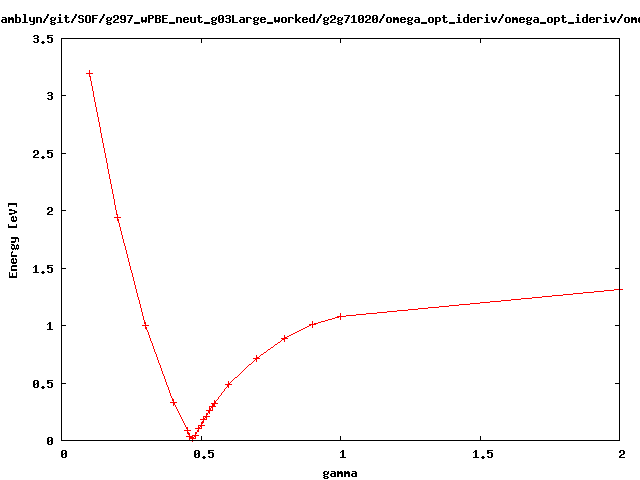 amblyn/git/SOF/g297_wPBE_neut_g03Large_worked/g2g71020/omega_opt_ideriv/omega_opt_ideriv/ome
3.5
3
2.5
2
1.5
1
0.5
0
Energy [eV]
0 0.5 1 1.5 2
gamma